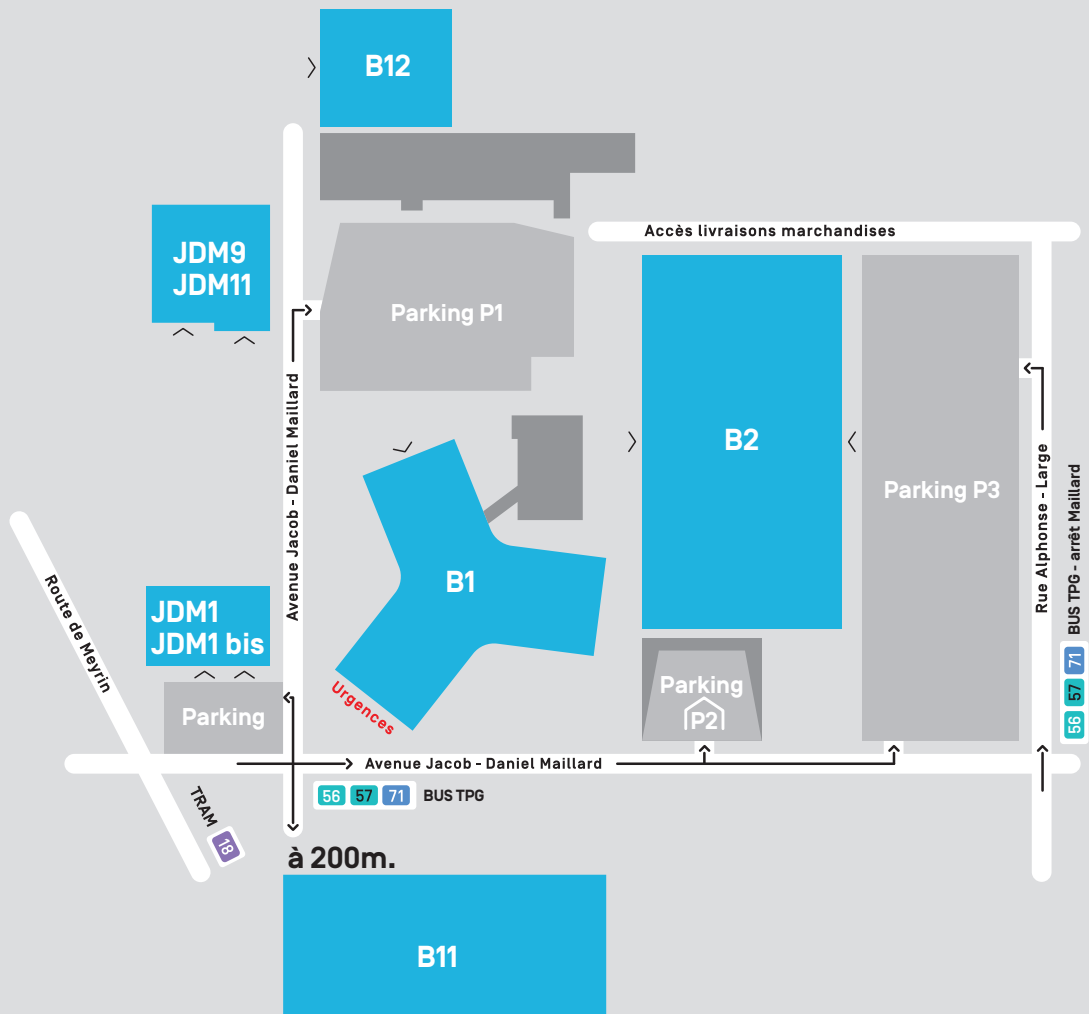 B12
Accès livraisons marchandises
JDM9
JDM11
Parking P1
Avenue Jacob - Daniel Maillard
B2
Parking P3
Rue Alphonse - Large
BUS TPG - arrêt Maillard
56 57 71
B1
Urgences
Route de Meyrin
JDM1
JDM1 bis
Parking
Parking
P2
Avenue Jacob - Daniel Maillard
56 57 71 BUS TPG
TRAM 18
à 200m.
B11